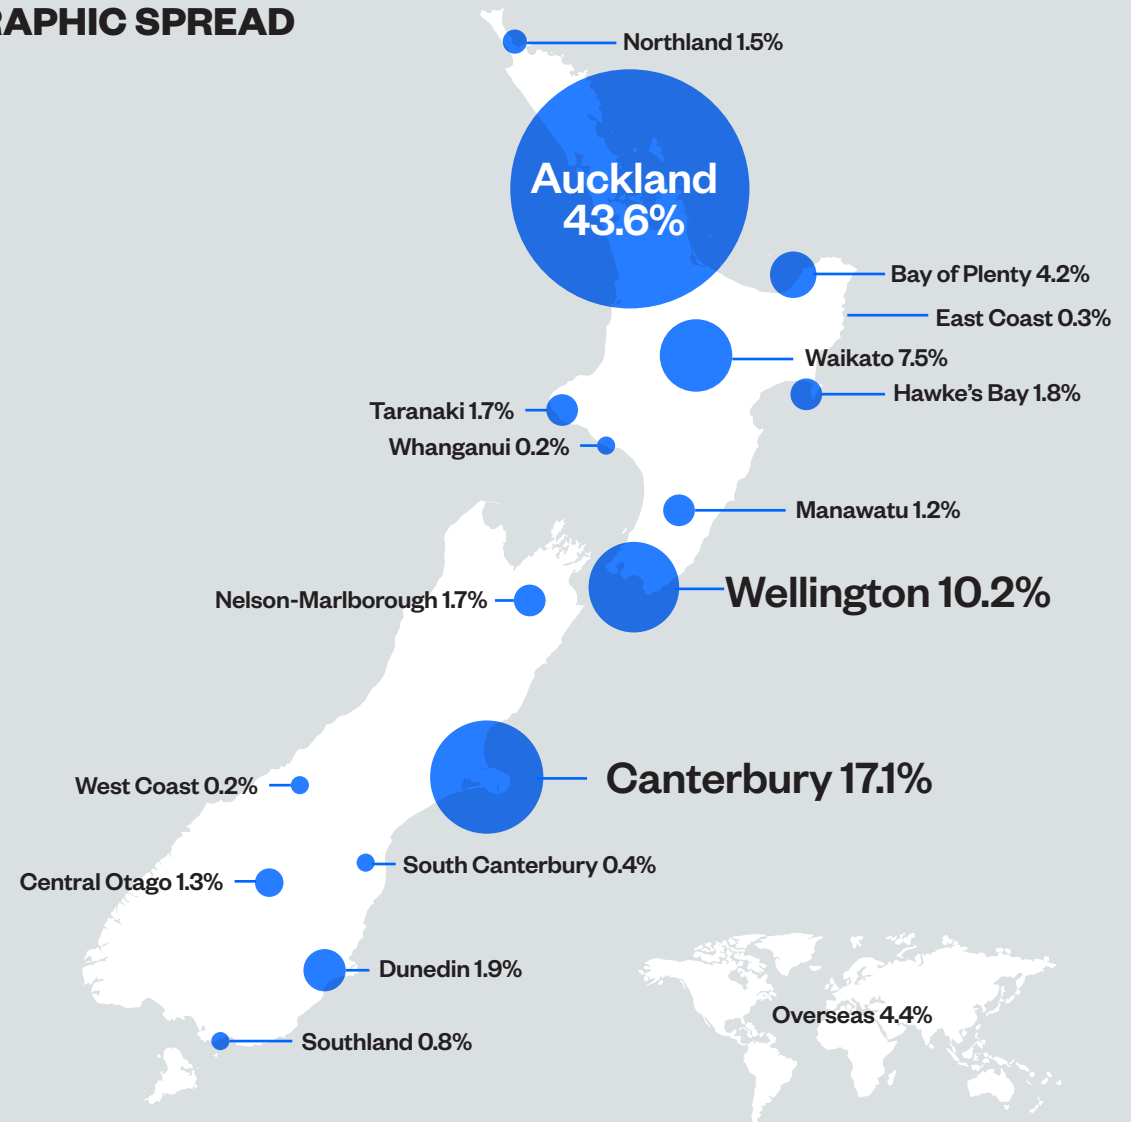 RAPHIC SPREAD
Northland 1.5%
Auckland
43.6%
Bay of Plenty 4.2%
East Coast 0.3%
Waikato 7.5%
Hawke’s Bay 1.8%
Taranaki 1.7%
Whanganui 0.2%
Manawatu 1.2%
Wellington 10.2%
Nelson-Marlborough 1.7%
Canterbury 17.1%
West Coast 0.2%
South Canterbury 0.4%
Central Otago 1.3%
Dunedin 1.9%
Overseas 4.4%
Southland 0.8%